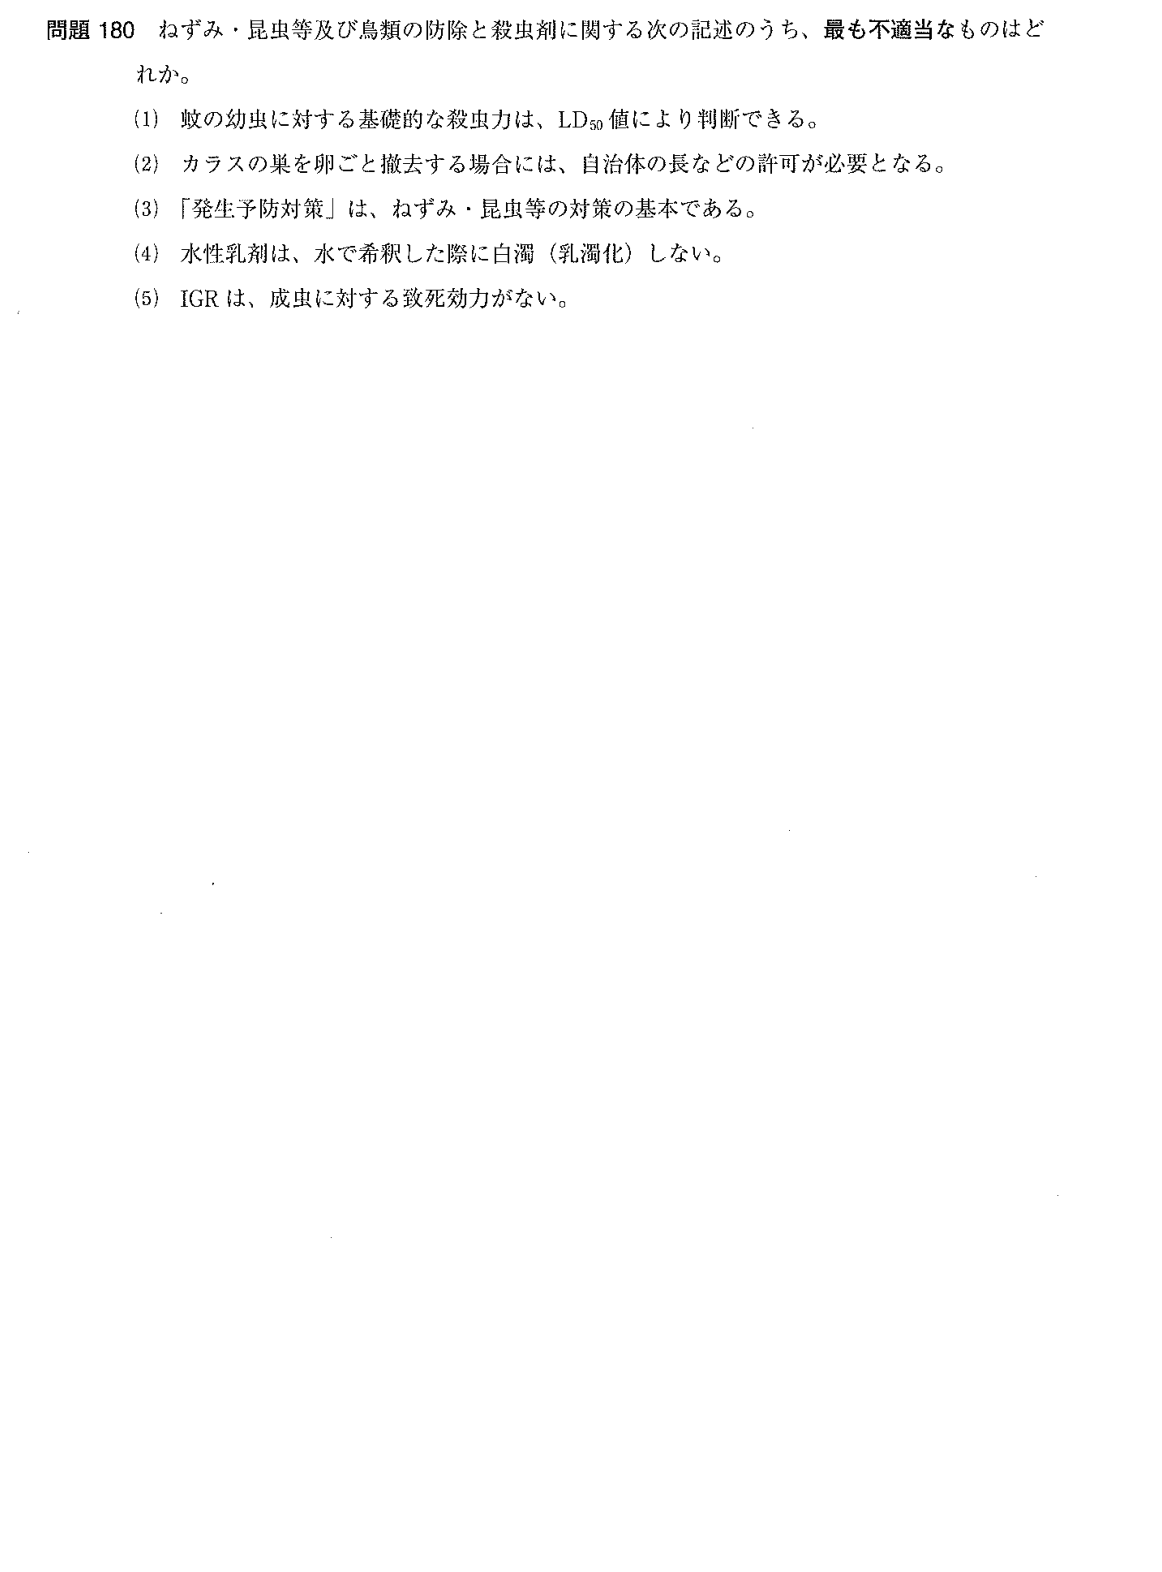 問題 180　ねずみ・昆虫等及び鳥類の防除と殺虫剤に関する次の記述のうち、最も不適当なものはど
れか。
(1)　蚊の幼虫に対する基礎的な殺虫力は、LD₅₀ 値により判断できる。
(2)　カラスの巣を卵ごと撤去する場合には、自治体の長などの許可が必要となる。
(3)　「発生予防対策」は、ねずみ・昆虫等の対策の基本である。
(4)　水性乳剤は、水で希釈した際に白濁（乳濁化）しない。
(5)　IGR は、成虫に対する致死効力がない。